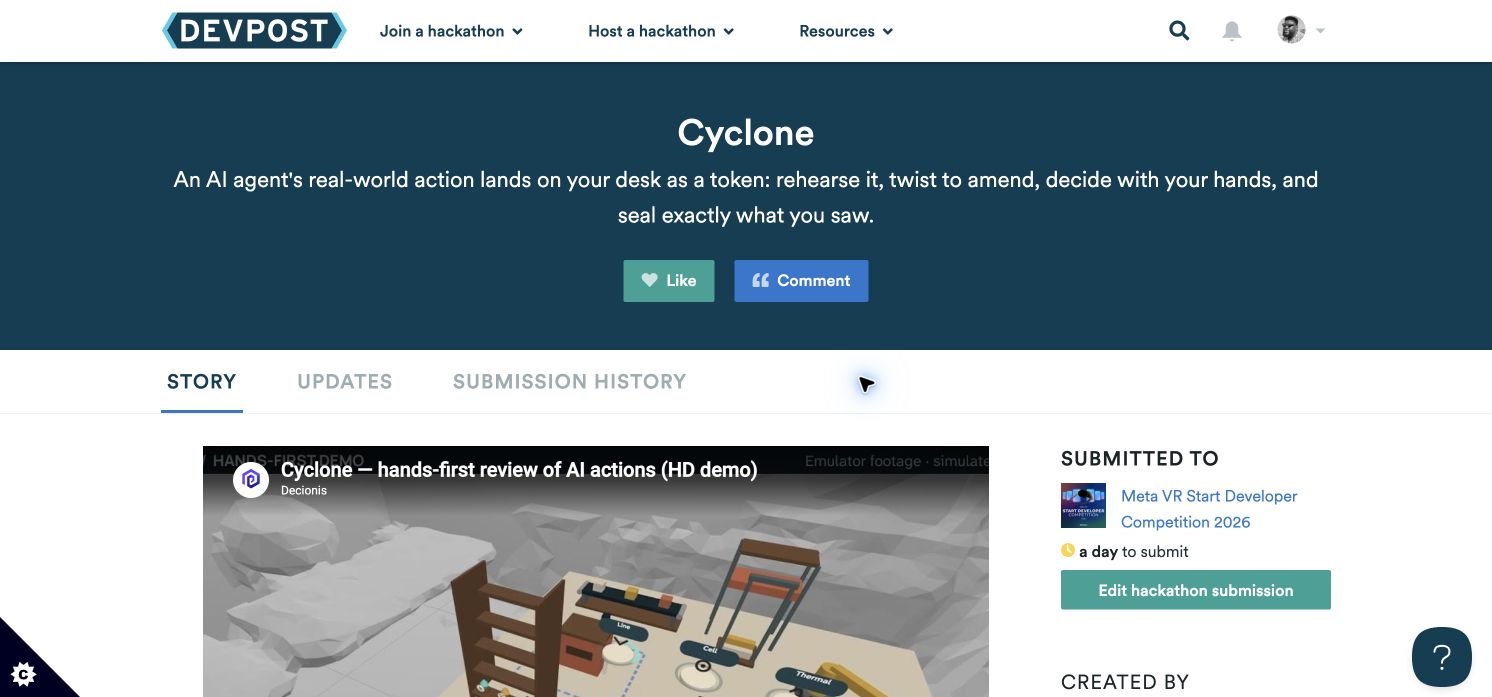 DEVPOST
Join a hackathon
Host a hackathon
Resources
Cyclone
An AI agent's real-world action lands on your desk as a token: rehearse it, twist to amend, decide with your hands, and
seal exactly what you saw.
Like
Comment
STORY
UPDATES
SUBMISSION HISTORY
HANDS-FIRST DEMO
Emulator footage · simulate
Cyclone — hands-first review of AI actions (HD demo)
Decionis
Line
Cell
Thermal
SUBMITTED TO
START DEVELOPER
COMPETITION
Meta VR Start Developer
Competition 2026
a day to submit
Edit hackathon submission
CREATED BY
?
C